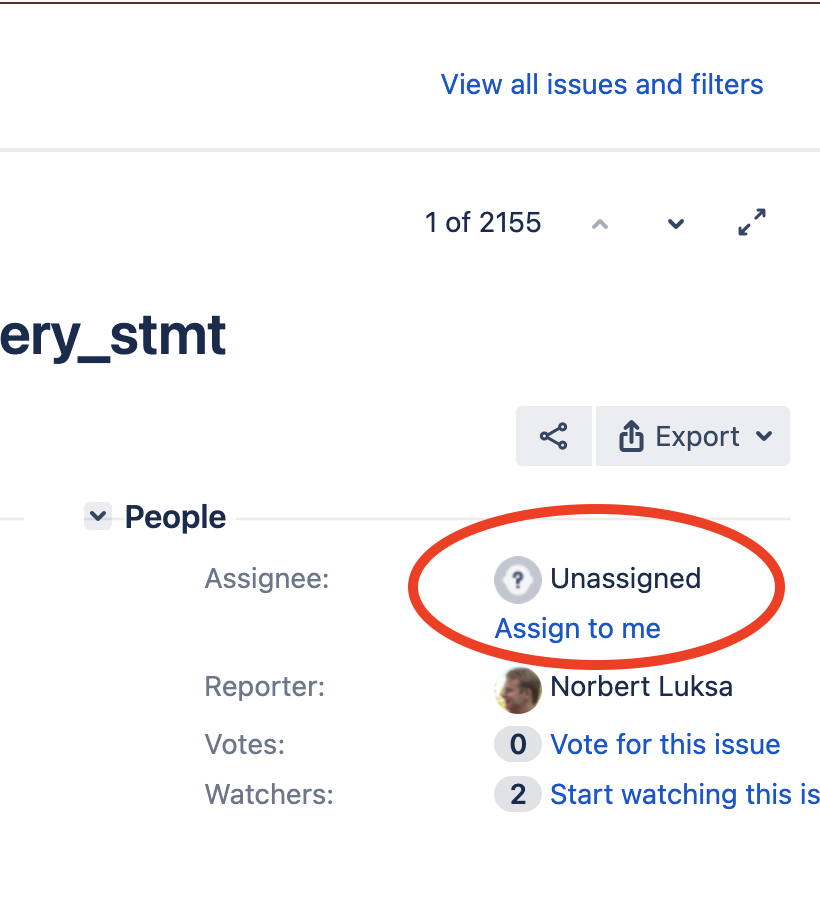 View all issues and filters
1 of 2155
ery_stmt
Export
People
Assignee: ? Unassigned
Assign to me
Reporter: Norbert Luksa
Votes: 0 Vote for this issue
Watchers: 2 Start watching this is